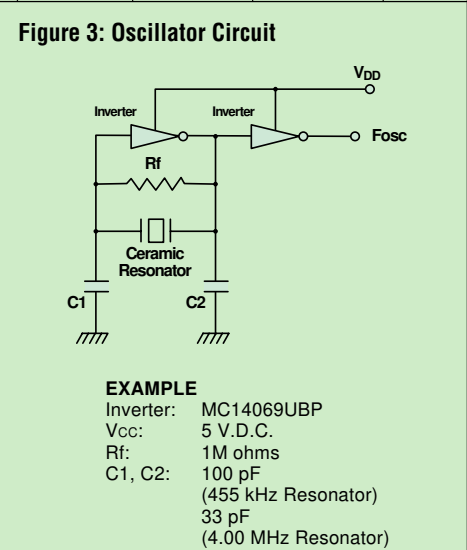 Figure 3: Oscillator Circuit
VDD
Inverter
Inverter
Fosc
Rf
Ceramic
Resonator
C1
C2
EXAMPLE
Inverter: MC14069UBP
Vcc: 5 V.D.C.
Rf: 1M ohms
C1, C2: 100 pF
(455 kHz Resonator)
33 pF
(4.00 MHz Resonator)